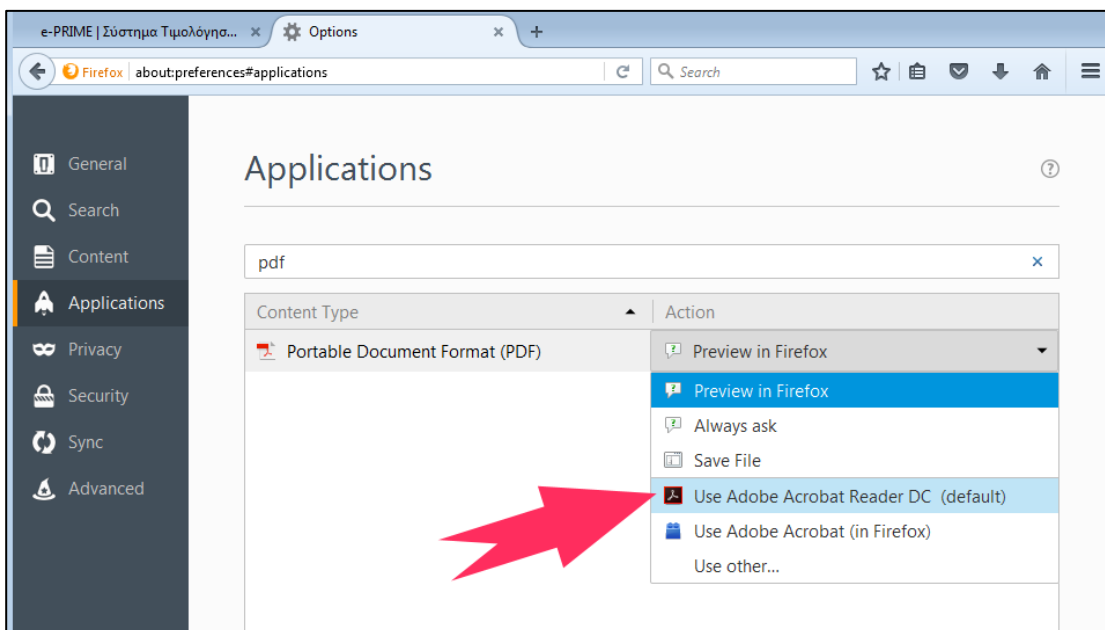 e-PRIME | Σύστημα Τιμολόγησ...
Options
Firefox
about:preferences#applications
Search
General
Search
Content
Applications
Privacy
Security
Sync
Advanced
Applications
pdf
Content Type
Action
Portable Document Format (PDF)
Preview in Firefox
Preview in Firefox
Always ask
Save File
Use Adobe Acrobat Reader DC (default)
Use Adobe Acrobat (in Firefox)
Use other...